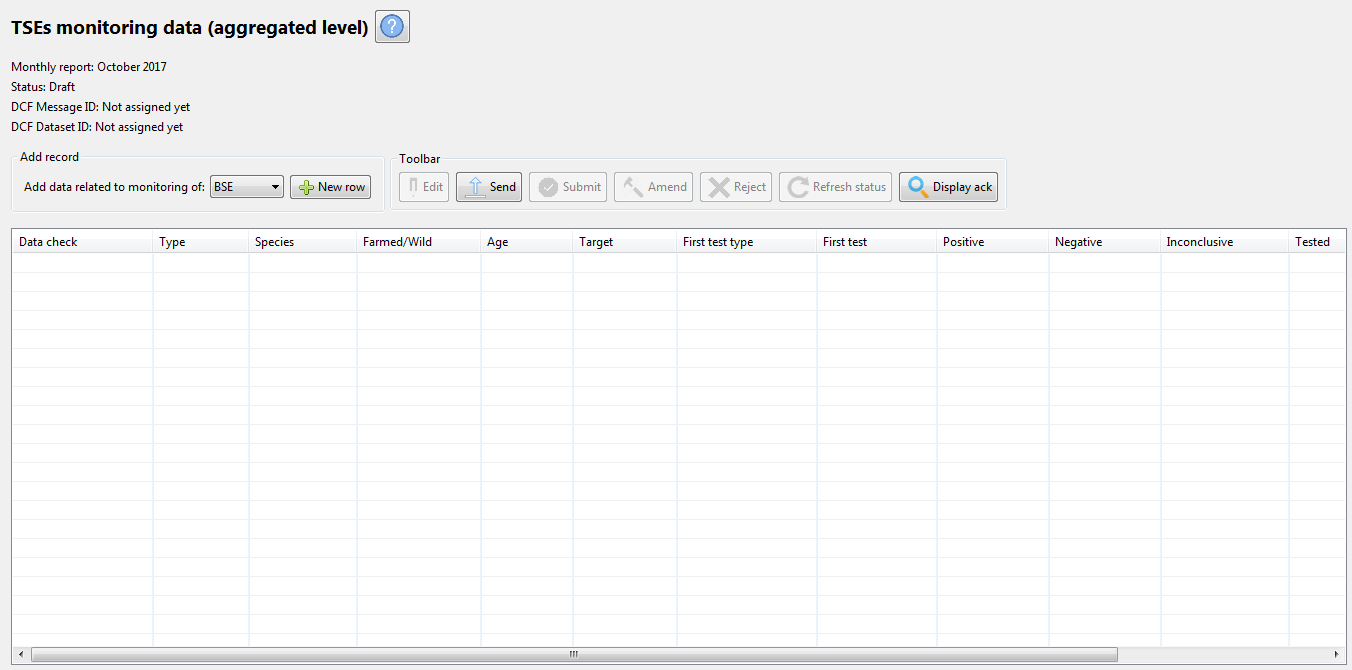 TSEs monitoring data (aggregated level) ?
Monthly report: October 2017
Status: Draft
DCF Message ID: Not assigned yet
DCF Dataset ID: Not assigned yet
Add record
Add data related to monitoring of: BSE New row
Toolbar
Edit Send Submit Amend Reject Refresh status Display ack
Data check Type Species Farmed/Wild Age Target First test type First test Positive Negative Inconclusive Tested